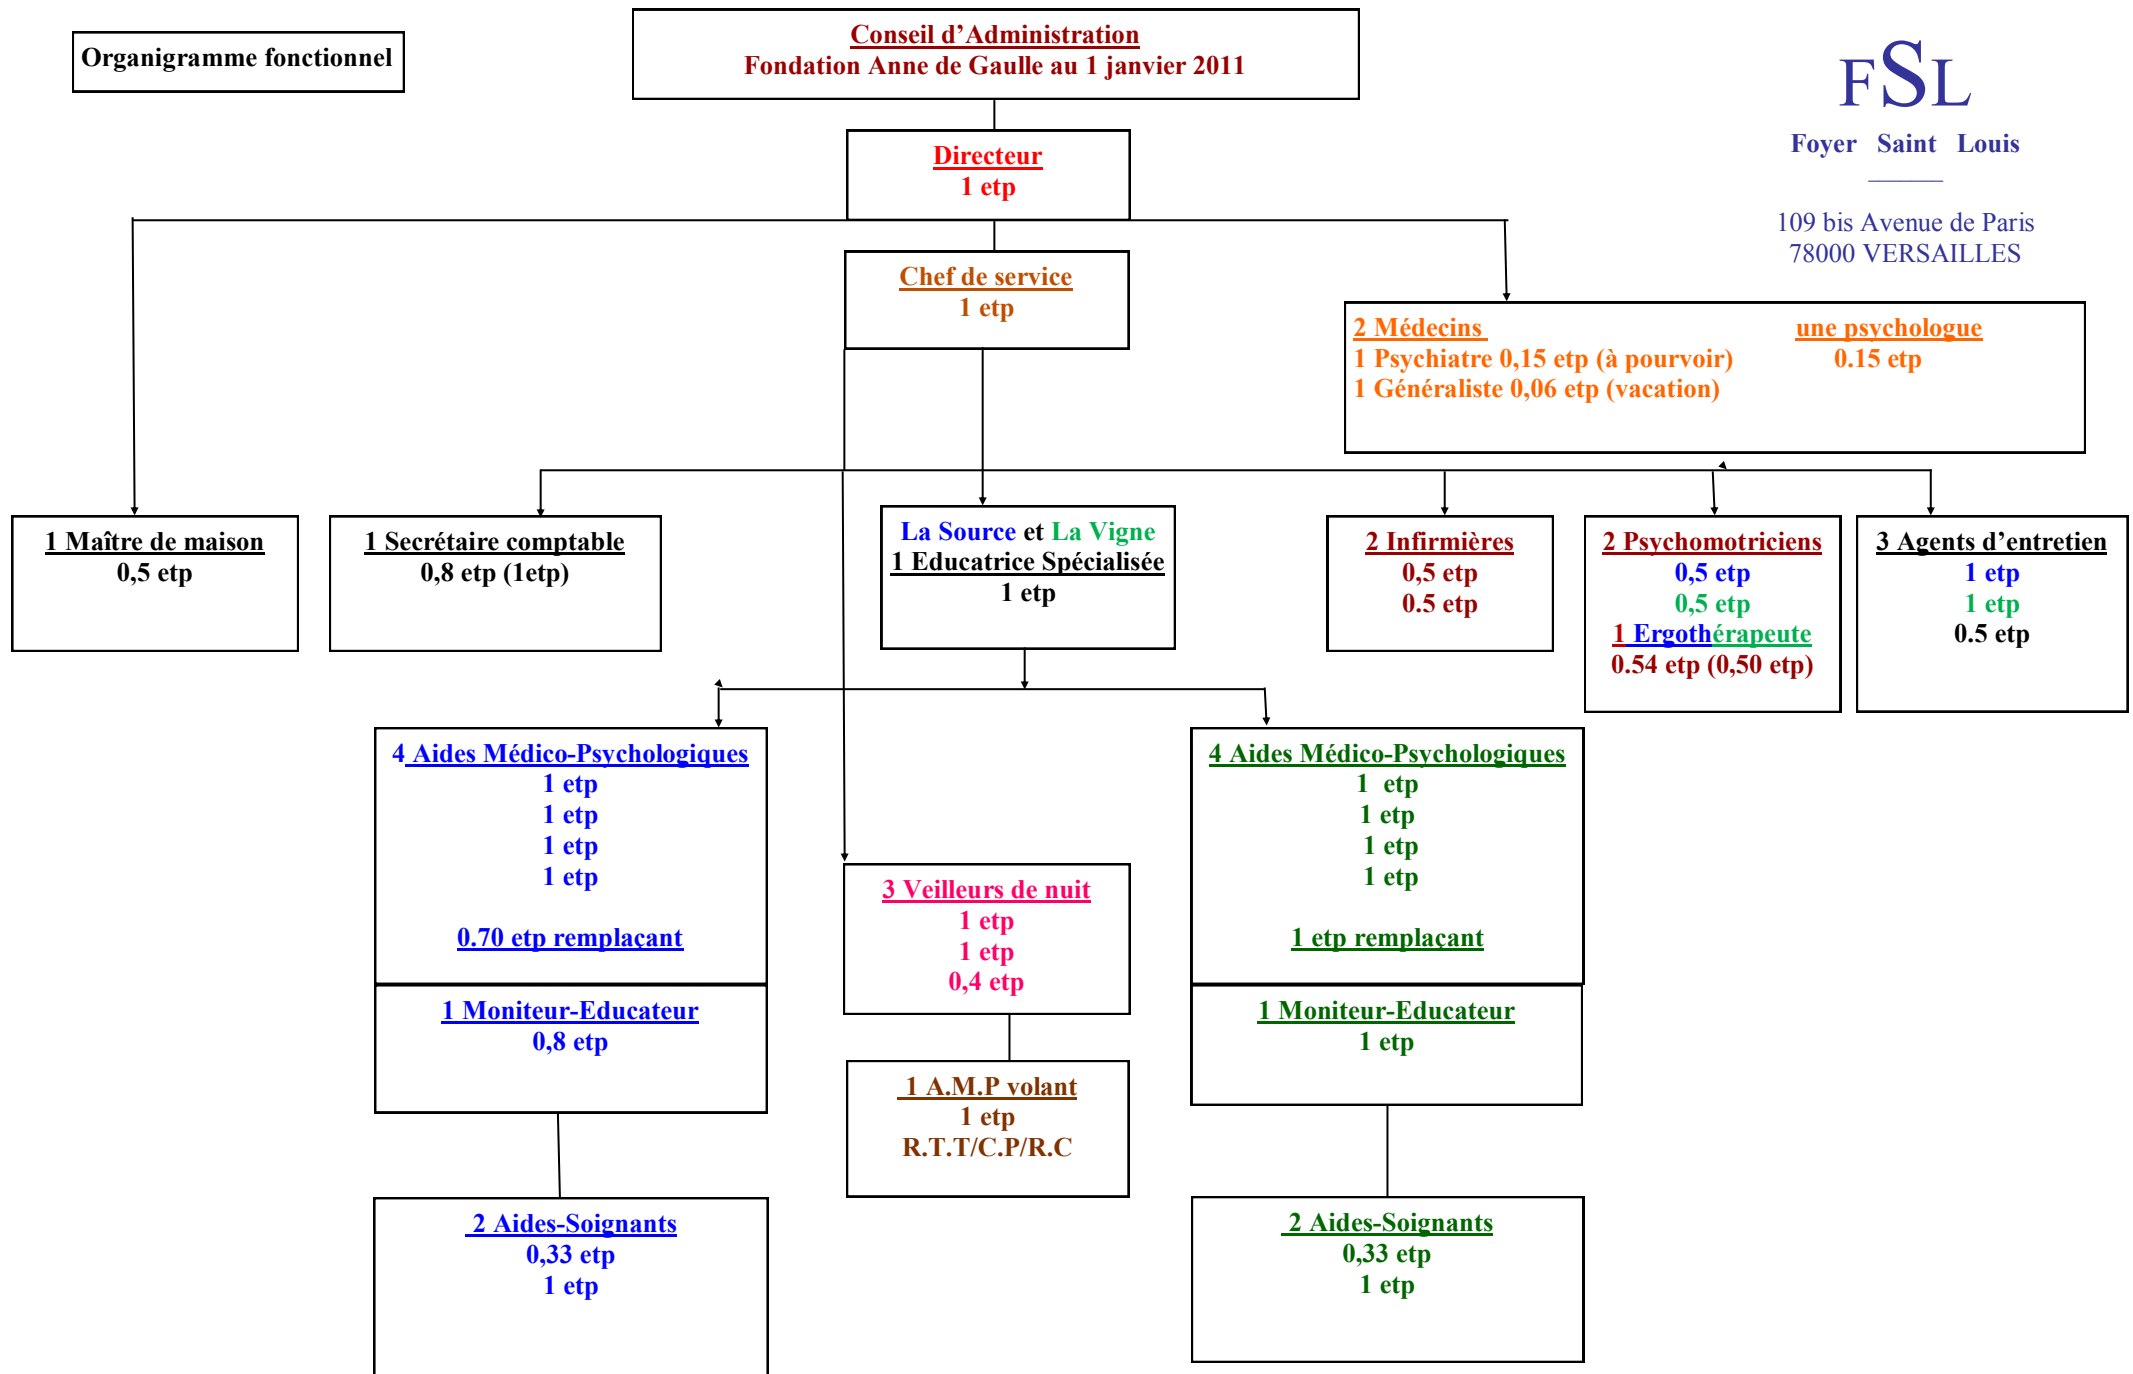 Organigramme fonctionnel
Conseil d’Administration
Fondation Anne de Gaulle au 1 janvier 2011
FSL
Foyer Saint Louis
109 bis Avenue de Paris
78000 VERSAILLES
Directeur
1 etp
Chef de service
1 etp
2 Médecins
1 Psychiatre 0,15 etp (à pourvoir)
1 Généraliste 0,06 etp (vacation)
une psychologue
0.15 etp
1 Maître de maison
0,5 etp
1 Secrétaire comptable
0,8 etp (1etp)
La Source et La Vigne
1 Educatrice Spécialisée
1 etp
2 Infirmières
0,5 etp
0.5 etp
2 Psychomotriciens
0,5 etp
0,5 etp
1 Ergothérapeute
0.54 etp (0,50 etp)
3 Agents d’entretien
1 etp
1 etp
0.5 etp
4 Aides Médico-Psychologiques
1 etp
1 etp
1 etp
1 etp
0.70 etp remplaçant
1 Moniteur-Educateur
0,8 etp
2 Aides-Soignants
0,33 etp
1 etp
3 Veilleurs de nuit
1 etp
1 etp
0,4 etp
1 A.M.P volant
1 etp
R.T.T/C.P/R.C
4 Aides Médico-Psychologiques
1 etp
1 etp
1 etp
1 etp
1 etp remplaçant
1 Moniteur-Educateur
1 etp
2 Aides-Soignants
0,33 etp
1 etp